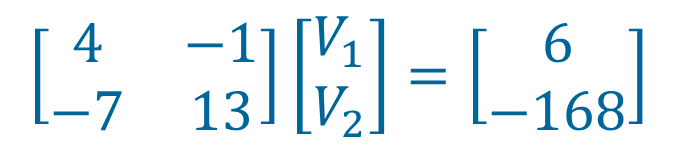 [4 −1; −7 13] [V₁; V₂] = [6; −168]